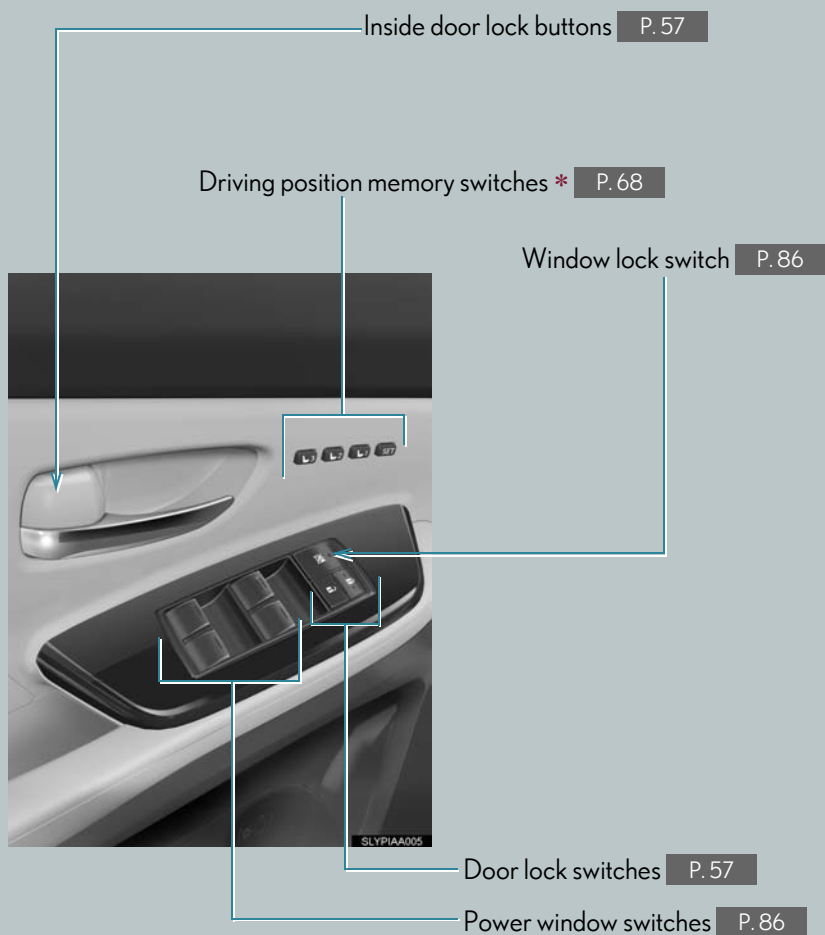 Inside door lock buttons P. 57
Driving position memory switches * P. 68
Window lock switch P. 86
SET
SLYPIAA005
Door lock switches P. 57
Power window switches P. 86